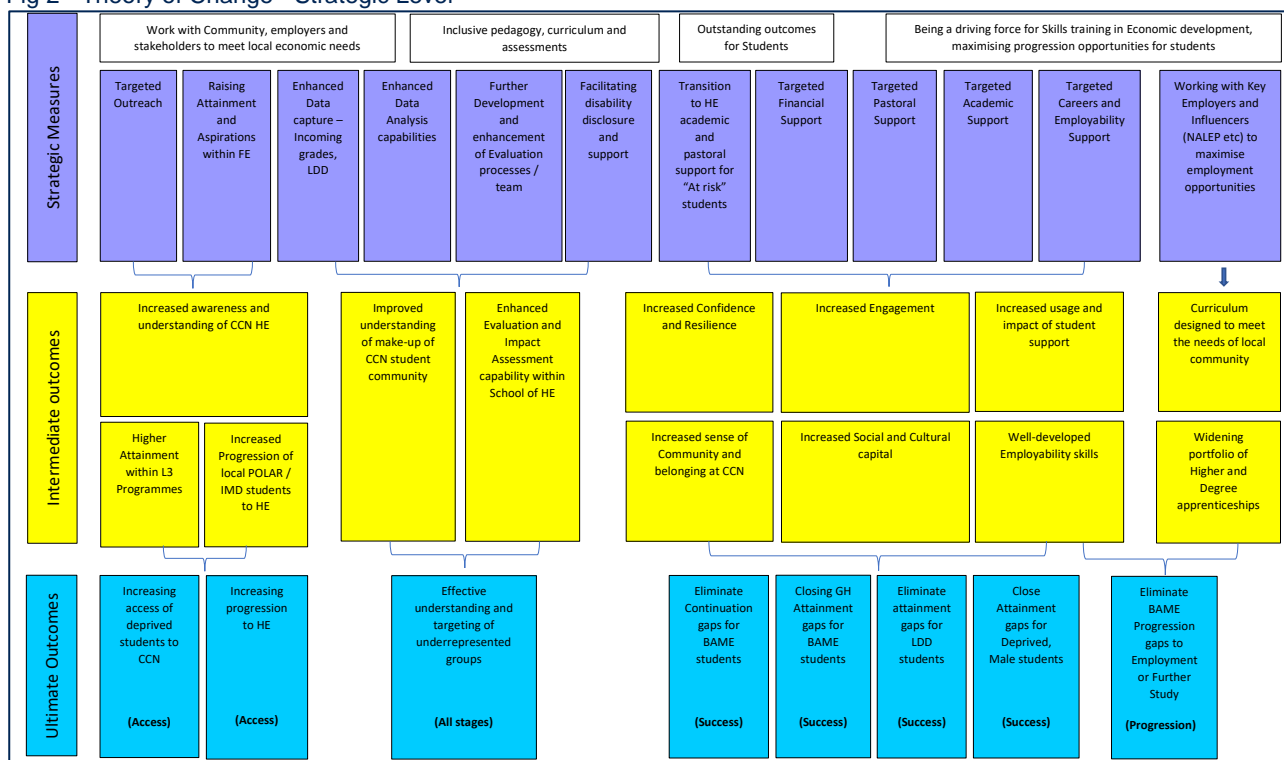 Fig 2 – Theory of Change - Strategic Level
Work with Community, employers and
stakeholders to meet local economic needs
Inclusive pedagogy, curriculum and
assessments
Outstanding outcomes
for Students
Being a driving force for Skills training in Economic development,
maximising progression opportunities for students
Strategic Measures
Targeted
Outreach
Raising
Attainment
and
Aspirations
within FE
Enhanced
Data
capture –
Incoming
grades,
LDD
Enhanced
Data
Analysis
capabilities
Further
Development
and
enhancement
of Evaluation
processes /
team
Facilitating
disability
disclosure
and
support
Transition
to HE
academic
and
pastoral
support for
“At risk”
students
Targeted
Financial
Support
Targeted
Pastoral
Support
Targeted
Academic
Support
Targeted
Careers and
Employability
Support
Working with Key
Employers and
Influencers
(NALEP etc) to
maximise
employment
opportunities
Intermediate outcomes
Increased awareness and
understanding of CCN HE
Improved
understanding
of make-up of
CCN student
community
Enhanced
Evaluation and
Impact
Assessment
capability within
School of HE
Increased Confidence
and Resilience
Increased Engagement
Increased usage and
impact of student
support
Curriculum
designed to meet
the needs of local
community
Higher
Attainment
within L3
Programmes
Increased
Progression of
local POLAR /
IMD students
to HE
Increased sense of
Community and
belonging at CCN
Increased Social and Cultural
capital
Well-developed
Employability skills
Widening
portfolio of
Higher and
Degree
apprenticeships
Ultimate Outcomes
Increasing
access of
deprived
students to
CCN
(Access)
Increasing
progression
to HE
(Access)
Effective
understanding and
targeting of
underrepresented
groups
(All stages)
Eliminate
Continuation
gaps for
BAME
students
(Success)
Closing GH
Attainment
gaps for
BAME
students
(Success)
Eliminate
attainment
gaps for
LDD
students
(Success)
Close
Attainment
gaps for
Deprived,
Male students
(Success)
Eliminate
BAME
Progression
gaps to
Employment
or Further
Study
(Progression)